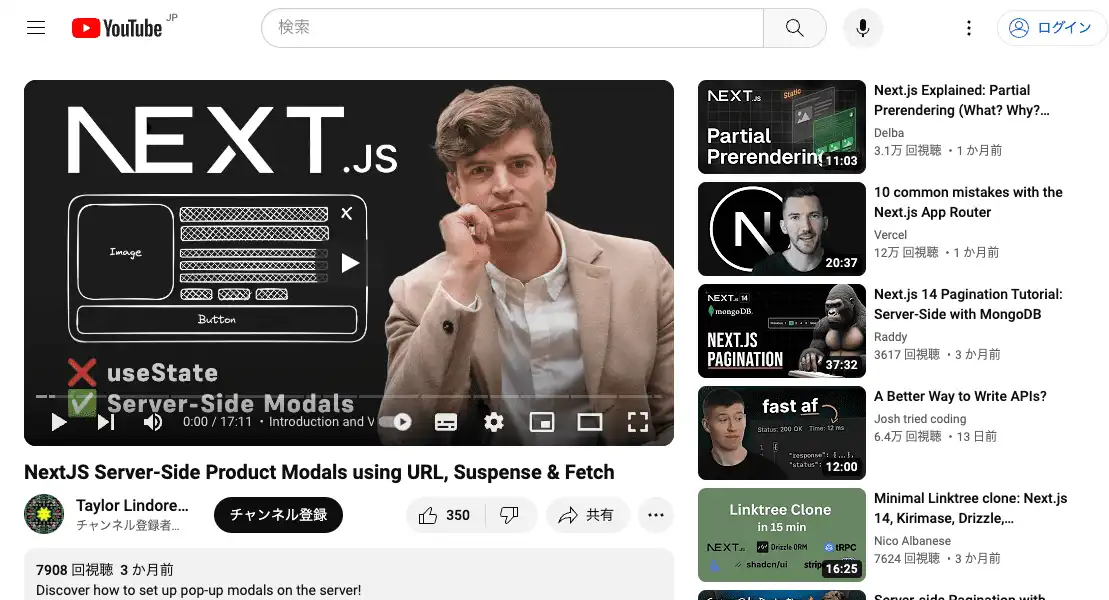 YouTube JP
検索
ログイン
NEXT.JS
Image
X
Button
❌ useState
✅ Server-Side Modals
0:00 / 17:11 • Introduction and V
NextJS Server-Side Product Modals using URL, Suspense & Fetch
Taylor Lindore...
チャンネル登録者...
チャンネル登録
350
共有
7908 回視聴 3 か月前
Discover how to set up pop-up modals on the server!
NEXT.JS
Static
Partial
Prerendering
11:03
Next.js Explained: Partial
Prerendering (What? Why?...
Delba
3.1万 回視聴 • 1 か月前
N
20:37
10 common mistakes with the
Next.js App Router
Vercel
12万 回視聴 • 1 か月前
NEXT.JS 14
mongoDB.
NEXT.JS
PAGINATION
37:32
Next.js 14 Pagination Tutorial:
Server-Side with MongoDB
Raddy
3617 回視聴 • 3 か月前
fast af
Status: 200 OK Time: 12 ms
1 {
"response": {...},
"status":
12:00
A Better Way to Write APIs?
Josh tried coding
6.4万 回視聴 • 13 日前
Linktree Clone
in 15 min
NEXT.JS Drizzle ORM tRPC
shadcn/ui strip
16:25
Minimal Linktree clone: Next.js
14, Kirimase, Drizzle,...
Nico Albanese
7624 回視聴 • 3 か月前
Server-side Pagination with